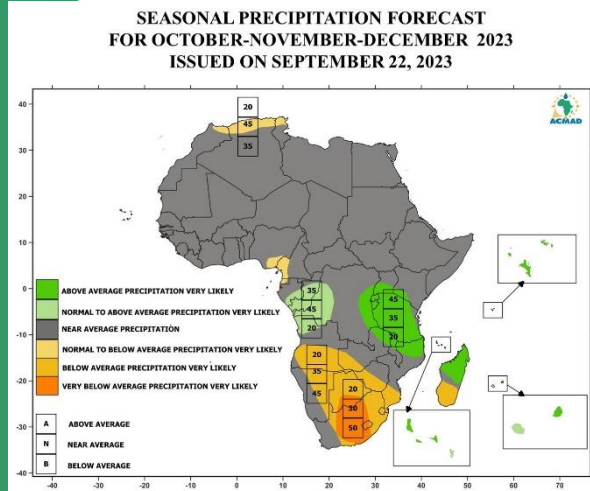 SEASONAL PRECIPITATION FORECAST
FOR OCTOBER-NOVEMBER-DECEMBER 2023
ISSUED ON SEPTEMBER 22, 2023
ACMAD
40
30
20
10
0
-10
-20
-30
-40
20
45
35
35
45
20
45
35
20
20
35
45
20
30
50
ABOVE AVERAGE PRECIPITATION VERY LIKELY
NORMAL TO ABOVE AVERAGE PRECIPITATION VERY LIKELY
NEAR AVERAGE PRECIPITATIÒN
NORMAL TO BELOW AVERAGE PRECIPITATION VERY LIKELY
BELOW AVERAGE PRECIPITATION VERY LIKELY
VERY BELOW AVERAGE PRECIPITATION VERY LIKELY
A ABOVE AVERAGE
N NEAR AVERAGE
B BELOW AVERAGE
-40 -30 -20 -10 0 10 20 30 40 50 60 70